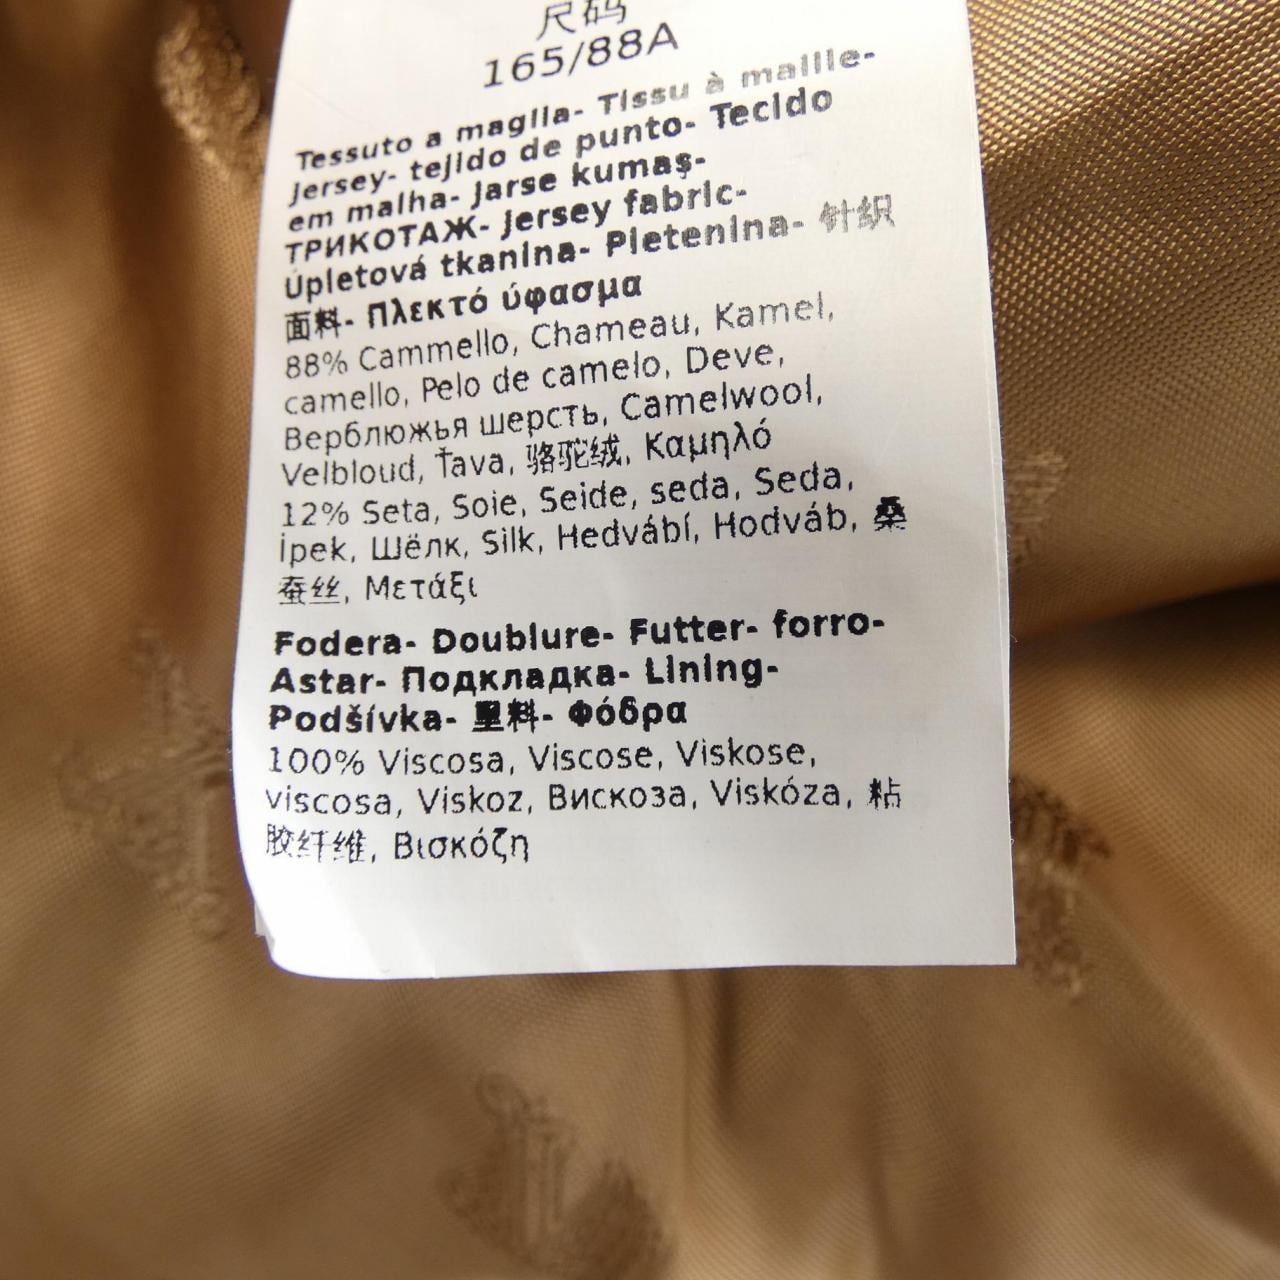 尺码
165/88A
Tessuto a maglia- Tissu à maille-
Jersey- tejido de punto- Tecido
em malha- Jarse kumaş-
ТРИКОТАЖ- Jersey fabric-
Úpletová tkanina- Pletenina- 针织
面料- Πλεκτό ύφασμα
88% Cammello, Chameau, Kamel,
camello, Pelo de camelo, Deve,
Верблюжья шерсть, Camelwool,
Velbloud, Ťava, 骆驼绒, Καμηλό
12% Seta, Soie, Seide, seda, Seda,
İpek, Шёлк, Silk, Hedvábí, Hodváb, 桑
蚕丝, Μετάξι
Fodera- Doublure- Futter- forro-
Astar- Подкладка- Lining-
Podšívka- 里料- Φόδρα
100% Viscosa, Viscose, Viskose,
viscosa, Viskoz, Вискоза, Viskóza, 粘
胶纤维, Βισκόζη